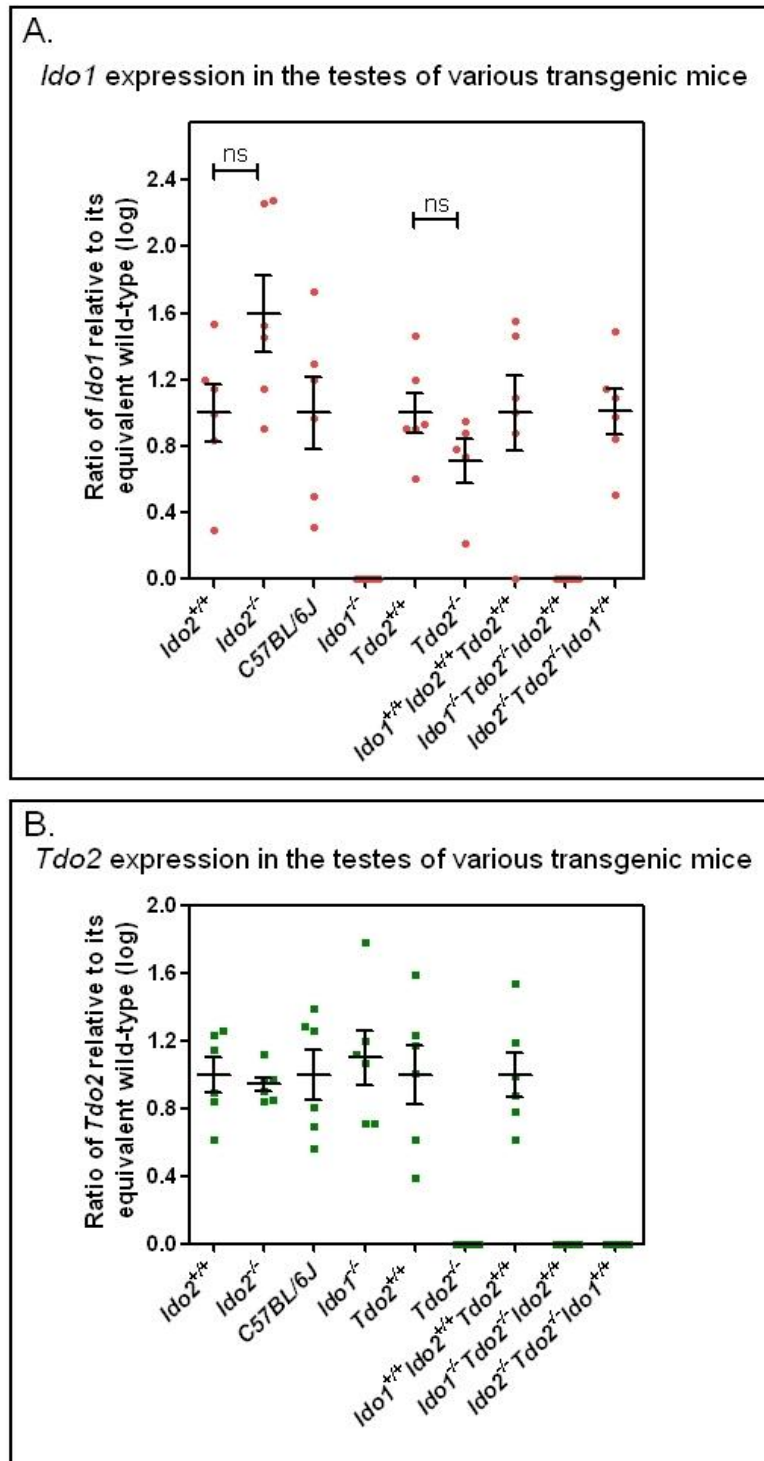 A.
Ido1 expression in the testes of various transgenic mice
Ratio of Ido1 relative to its
equivalent wild-type (log)
2.4
2.0
1.6
1.2
0.8
0.4
0.0
ns
ns
Ido2+/+
Ido2-/-
C57BL/6J
Ido1-/-
Tdo2+/+
Tdo2-/-
Ido1+/+Ido2+/+Tdo2+/+
Ido1-/-Tdo2-/-Ido2+/+
Ido2-/-Tdo2-/-Ido1+/+
B.
Tdo2 expression in the testes of various transgenic mice
Ratio of Tdo2 relative to its
equivalent wild-type (log)
2.0
1.6
1.2
0.8
0.4
0.0
Ido2+/+
Ido2-/-
C57BL/6J
Ido1-/-
Tdo2+/+
Tdo2-/-
Ido1+/+Ido2+/+Tdo2+/+
Ido1-/-Tdo2-/-Ido2+/+
Ido2-/-Tdo2-/-Ido1+/+